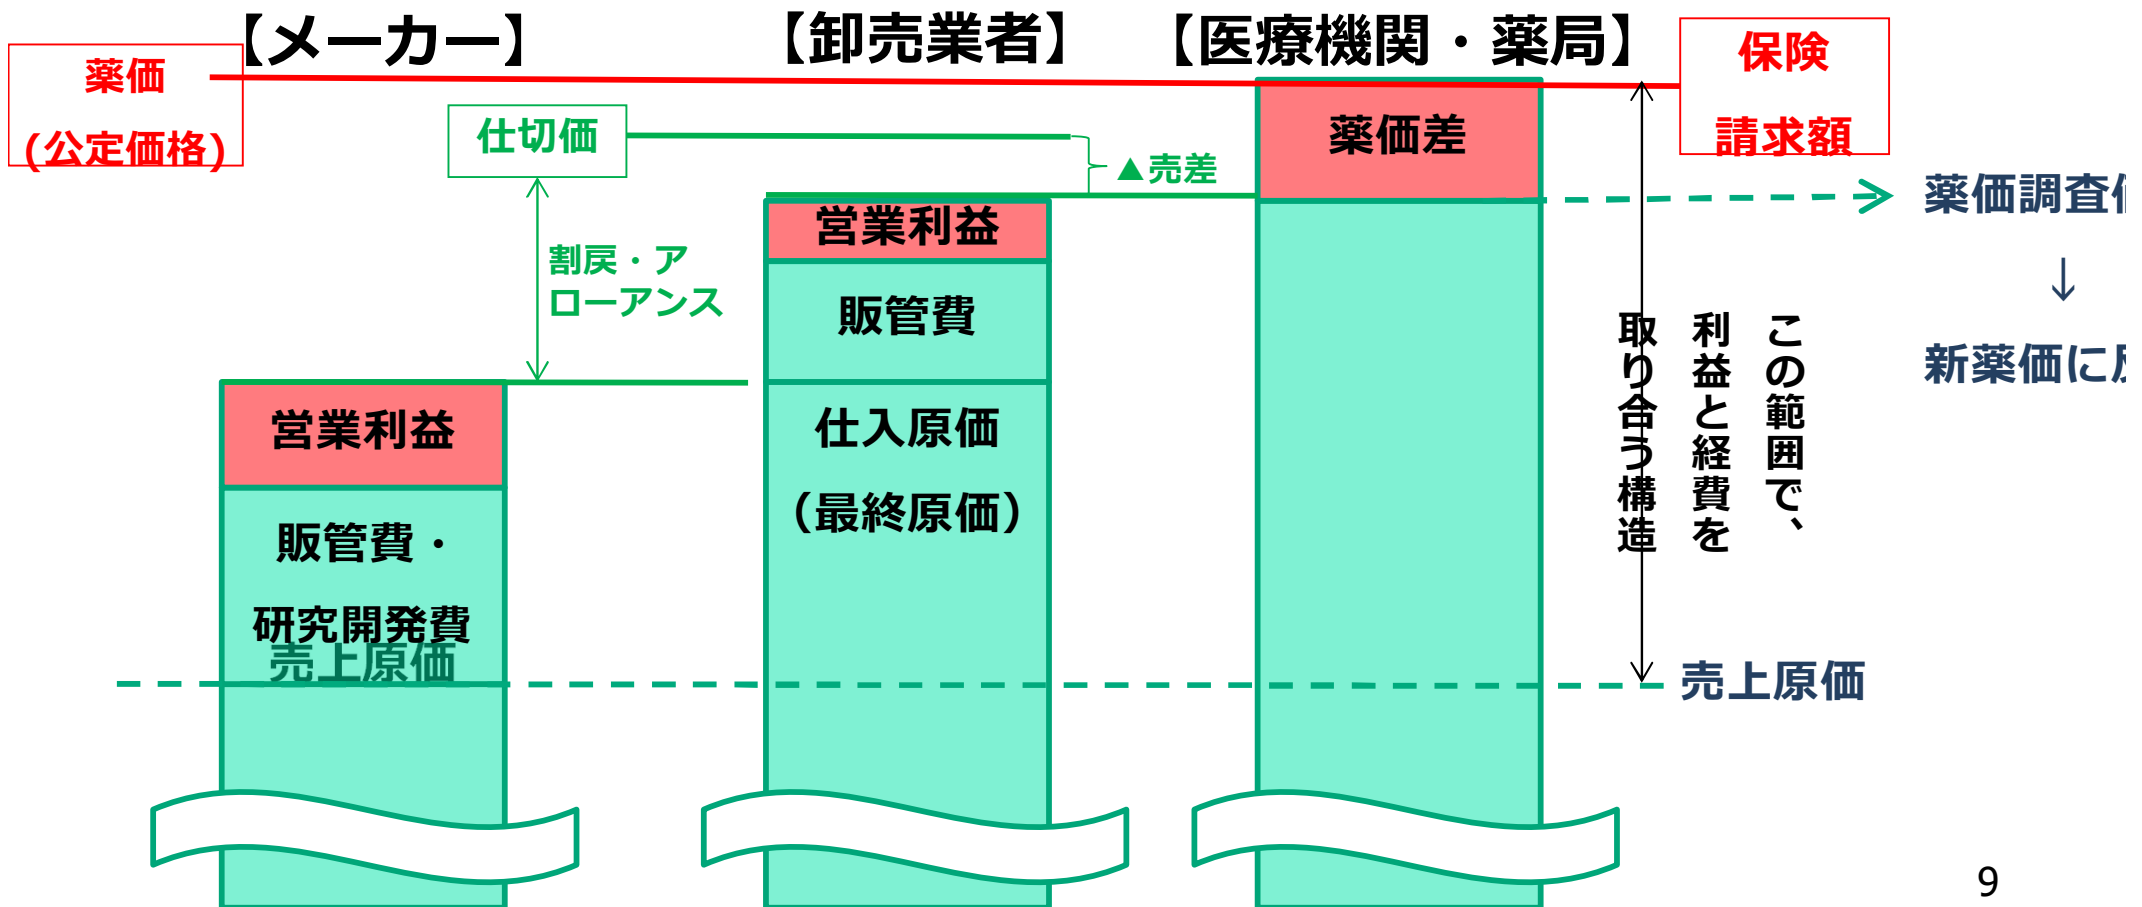 【メーカー】
【卸売業者】
【医療機関・薬局】
薬価
(公定価格)
保険
請求額
仕切価
▲売差
薬価差
薬価調査
↓
新薬価に
割戻・ア
ローアンス
営業利益
販管費
仕入原価
（最終原価）
営業利益
販管費・
研究開発費
売上原価
この範囲で、
利益と経費を
取り合う構造
売上原価
9